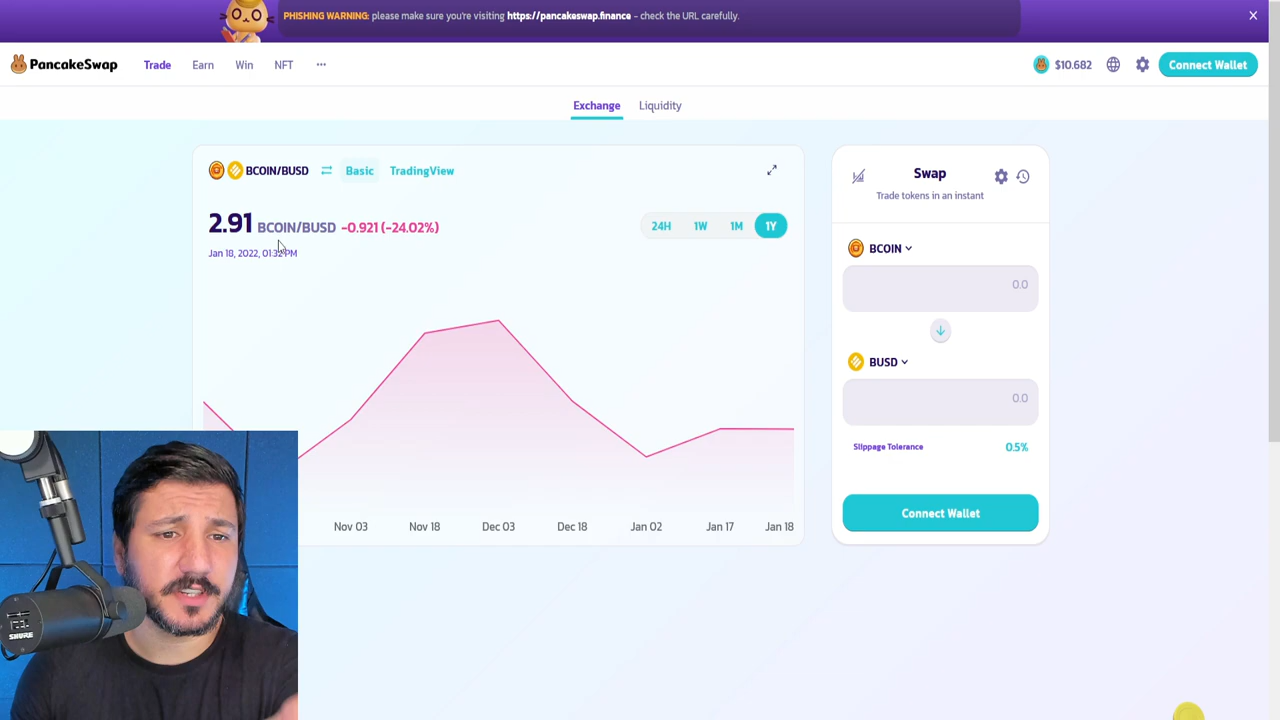 PHISHING WARNING: please make sure you're visiting https://pancakeswap.finance - check the URL carefully.
PancakeSwap
Trade
Earn
Win
NFT
$10.682
Connect Wallet
Exchange
Liquidity
BCOIN/BUSD
Basic
TradingView
2.91 BCOIN/BUSD -0.921 (-24.02%)
Jan 18, 2022, 01:32 PM
24H
1W
1M
1Y
Nov 03
Nov 18
Dec 03
Dec 18
Jan 02
Jan 17
Jan 18
Swap
Trade tokens in an instant
BCOIN
0.0
BUSD
0.0
Slippage Tolerance
0.5%
Connect Wallet
SHURE